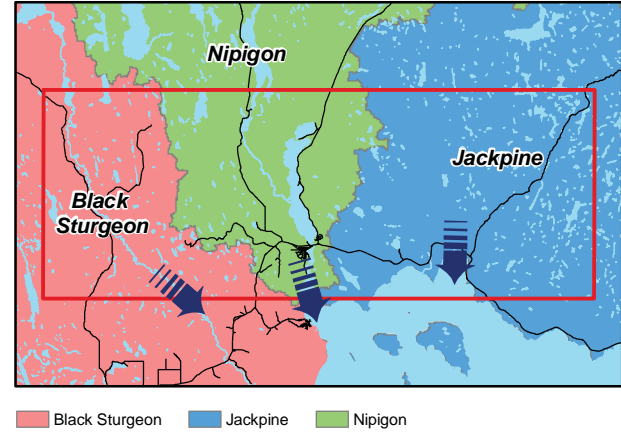 Nipigon
Jackpine
Black
Sturgeon
Black Sturgeon
Jackpine
Nipigon